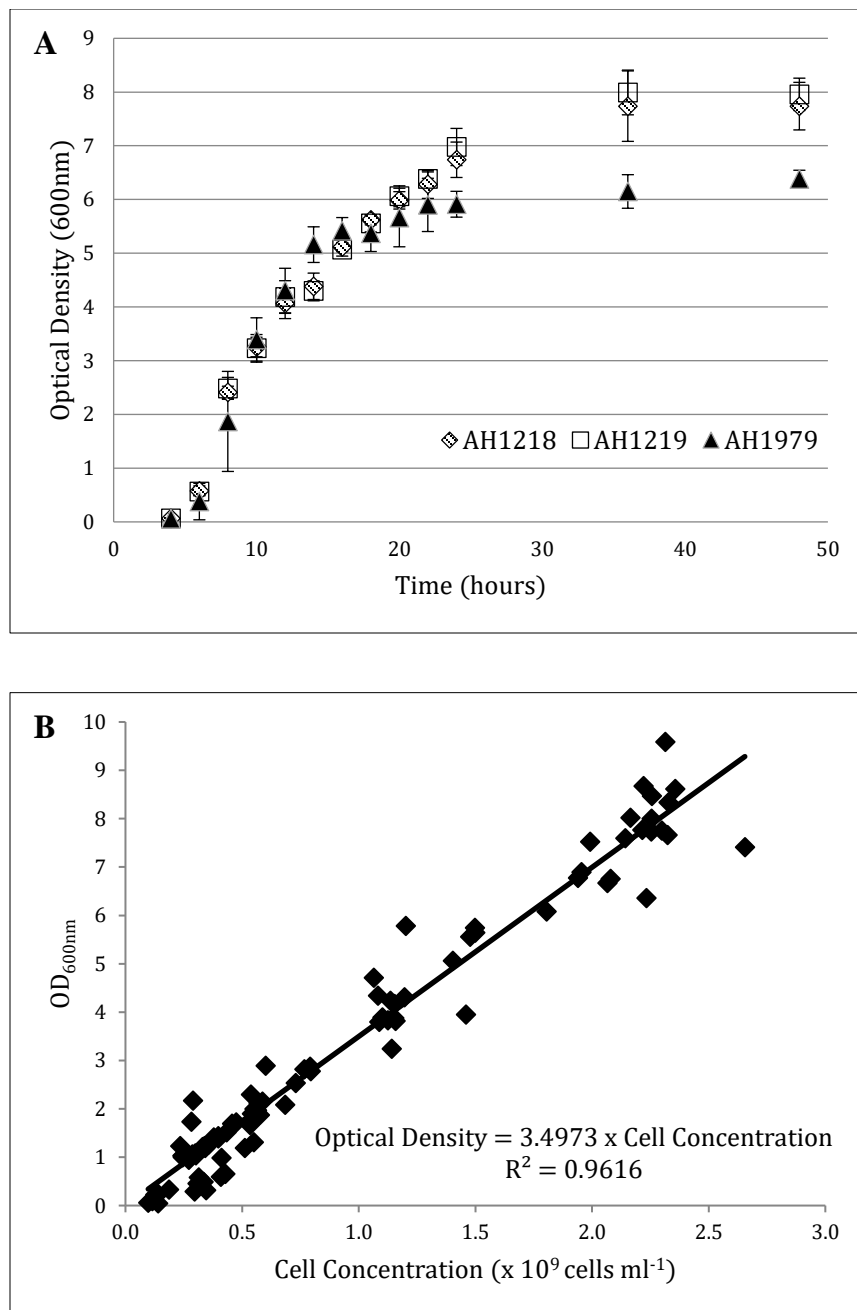 A
9
8
7
6
5
4
3
2
1
0
Optical Density (600nm)
AH1218 AH1219 AH1979
0 10 20 30 40 50
Time (hours)
B
10
9
8
7
6
5
4
3
2
1
0
OD600nm
Optical Density = 3.4973 x Cell Concentration
R² = 0.9616
0.0 0.5 1.0 1.5 2.0 2.5 3.0
Cell Concentration (x 10⁹ cells ml⁻¹)